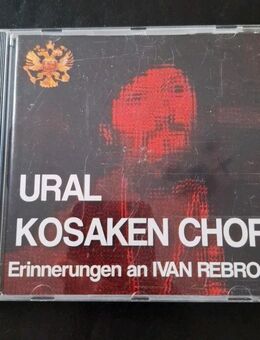 URAL
KOSAKEN CHOR
Erinnerungen an IVAN REBRO